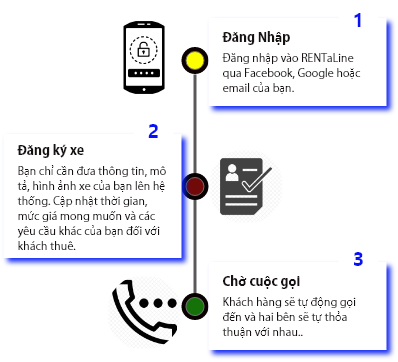 1
Đăng Nhập
Đăng nhập vào RENTaLine
qua Facebook, Google hoặc
email của bạn.
2
Đăng ký xe
Bạn chỉ cần đưa thông tin, mô
tả, hình ảnh xe của bạn lên hệ
thống. Cập nhật thời gian,
mức giá mong muốn và các
yêu cầu khác của bạn đối với
khách thuê.
3
Chờ cuộc gọi
Khách hàng sẽ tự động gọi
đến và hai bên sẽ tự thỏa
thuận với nhau..